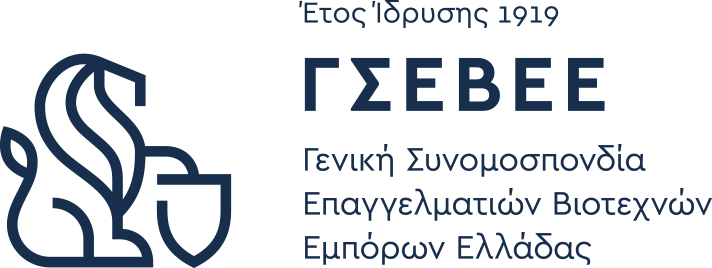 Έτος Ίδρυσης 1919
ΓΣΕΒΕΕ
Γενική Συνομοσπονδία
Επαγγελματιών Βιοτεχνών
Εμπόρων Ελλάδας